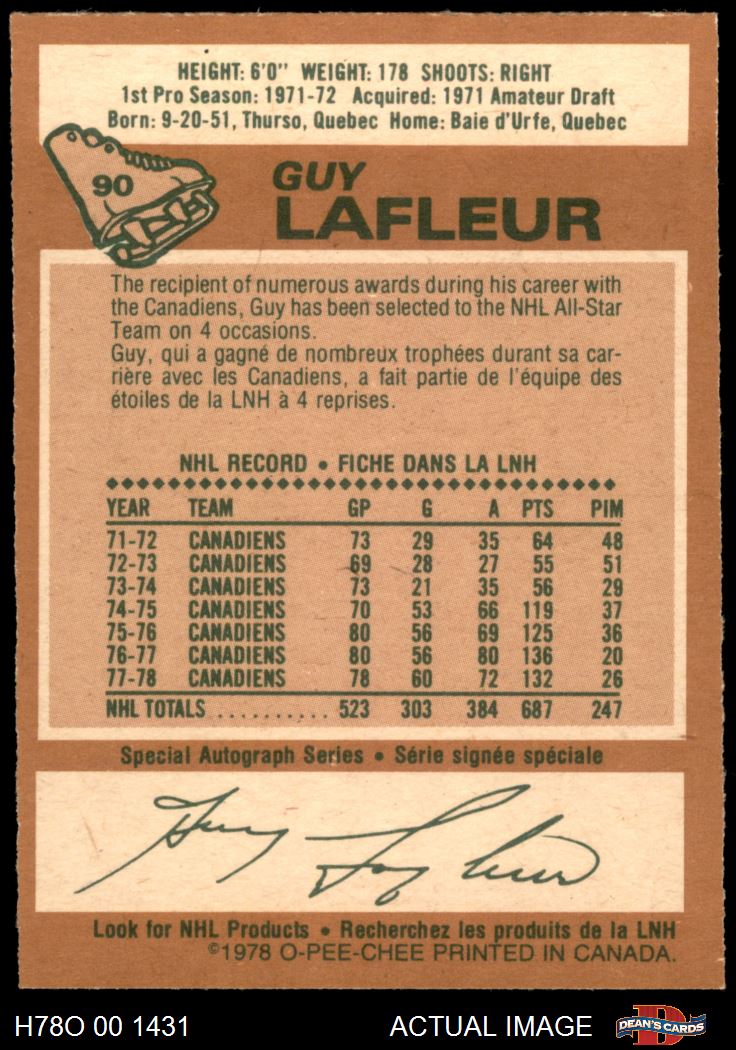 HEIGHT: 6'0" WEIGHT: 178 SHOOTS: RIGHT
1st Pro Season: 1971-72 Acquired: 1971 Amateur Draft
Born: 9-20-51, Thurso, Quebec Home: Baie d'Urfe, Quebec
90
GUY
LAFLEUR
The recipient of numerous awards during his career with
the Canadiens, Guy has been selected to the NHL All-Star
Team on 4 occasions.
Guy, qui a gagné de nombreux trophées durant sa car-
rière avec les Canadiens, a fait partie de l'équipe des
étoiles de la LNH à 4 reprises.
NHL RECORD • FICHE DANS LA LNH
YEAR TEAM GP G A PTS PIM
71-72 CANADIENS 73 29 35 64 48
72-73 CANADIENS 69 28 27 55 51
73-74 CANADIENS 73 21 35 56 29
74-75 CANADIENS 70 53 66 119 37
75-76 CANADIENS 80 56 69 125 36
76-77 CANADIENS 80 56 80 136 20
77-78 CANADIENS 78 60 72 132 26
NHL TOTALS .......... 523 303 384 687 247
Special Autograph Series • Série signée spéciale
Guy Lafleur
Look for NHL Products • Recherchez les produits de la LNH
©1978 O-PEE-CHEE PRINTED IN CANADA.
H78O 00 1431 ACTUAL IMAGE D DEAN'S CARDS